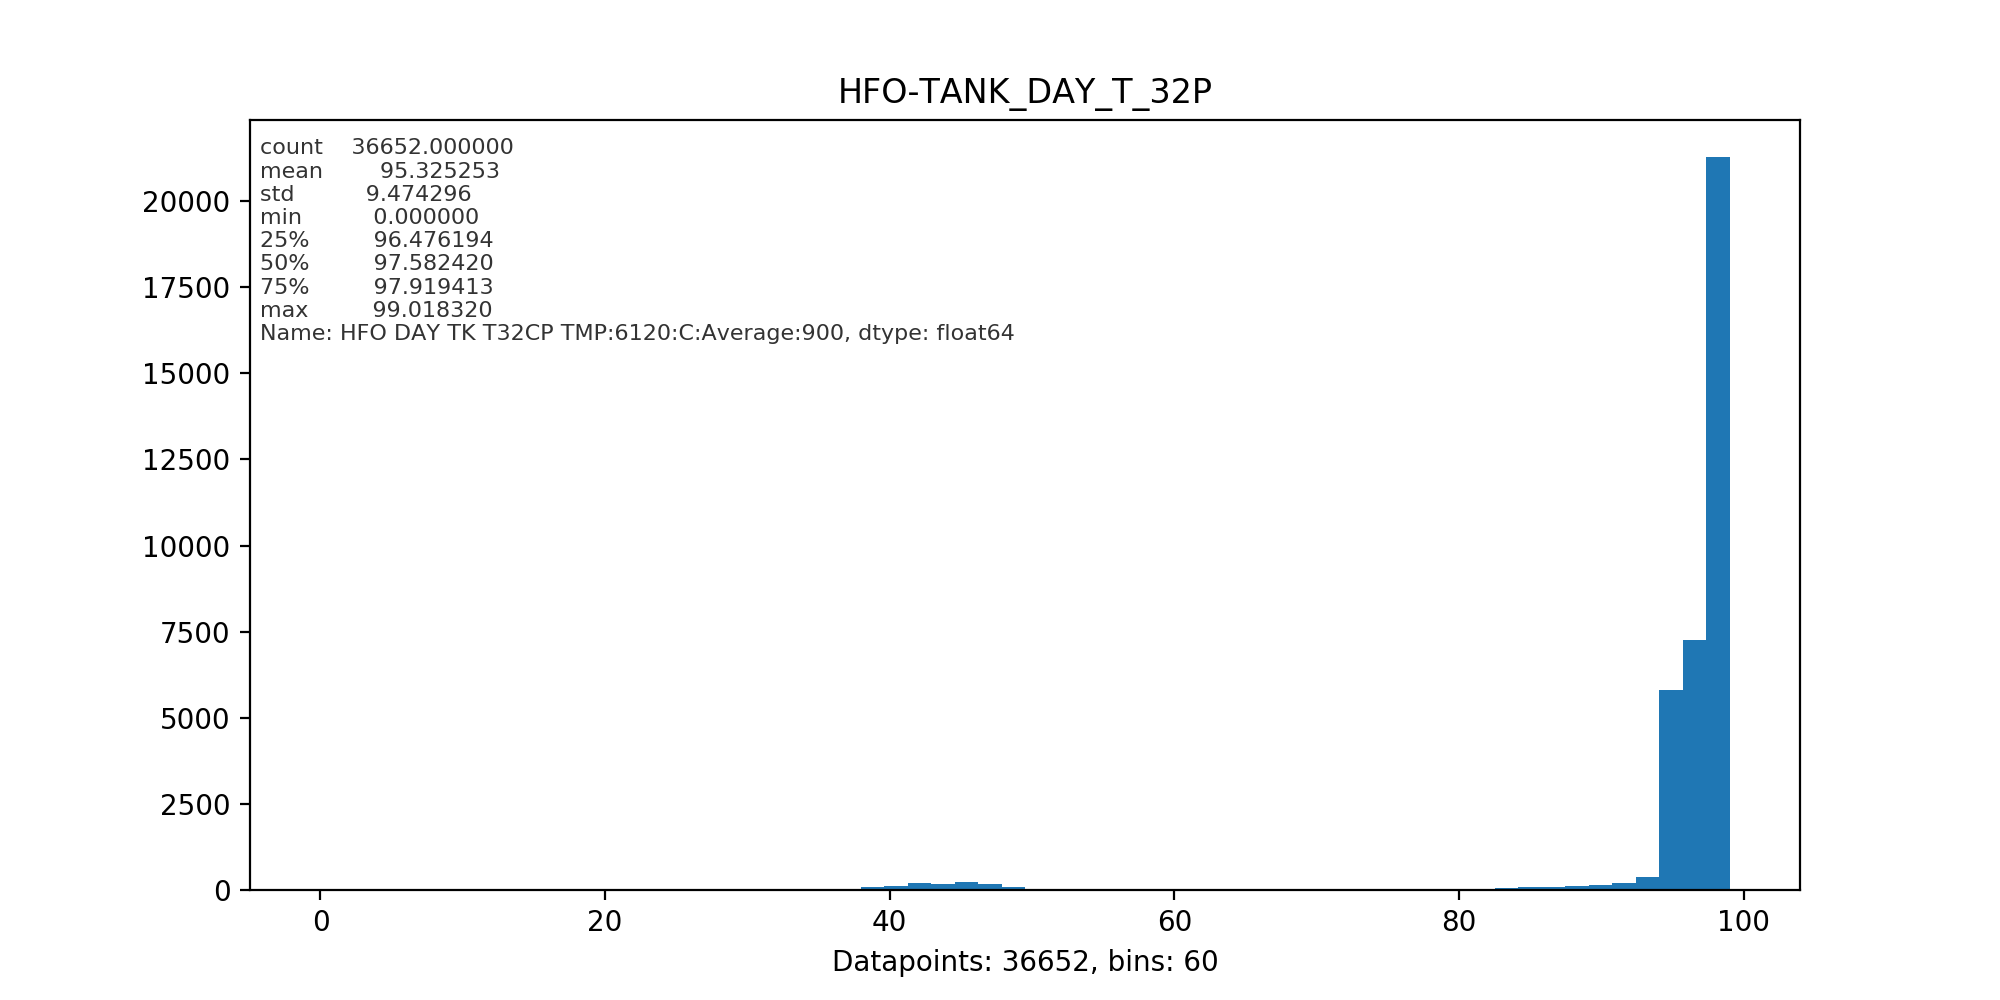 HFO-TANK_DAY_T_32P
count 36652.000000
mean 95.325253
std 9.474296
min 0.000000
25% 96.476194
50% 97.582420
75% 97.919413
max 99.018320
Name: HFO DAY TK T32CP TMP:6120:C:Average:900, dtype: float64
20000
17500
15000
12500
10000
7500
5000
2500
0
0 20 40 60 80 100
Datapoints: 36652, bins: 60